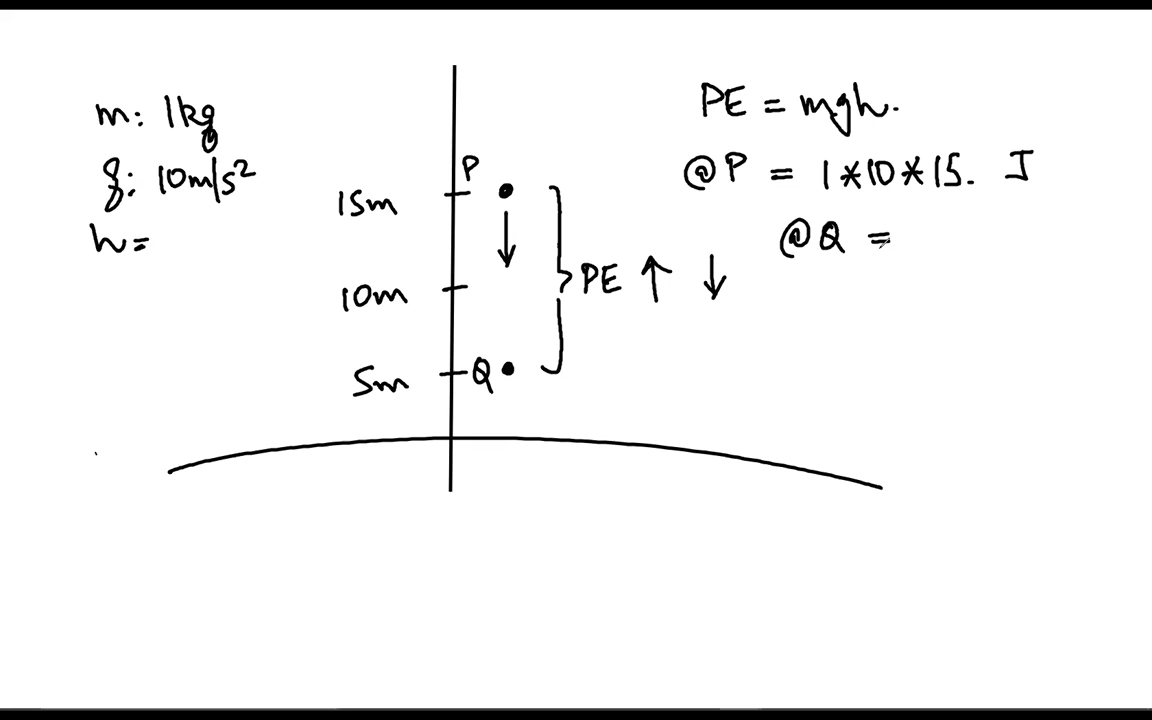 m: 1kg
g: 10m/s²
h=
P
15m
10m
5m
Q
PE ↑ ↓
PE = mgh.
@P = 1*10*15. J
@Q =